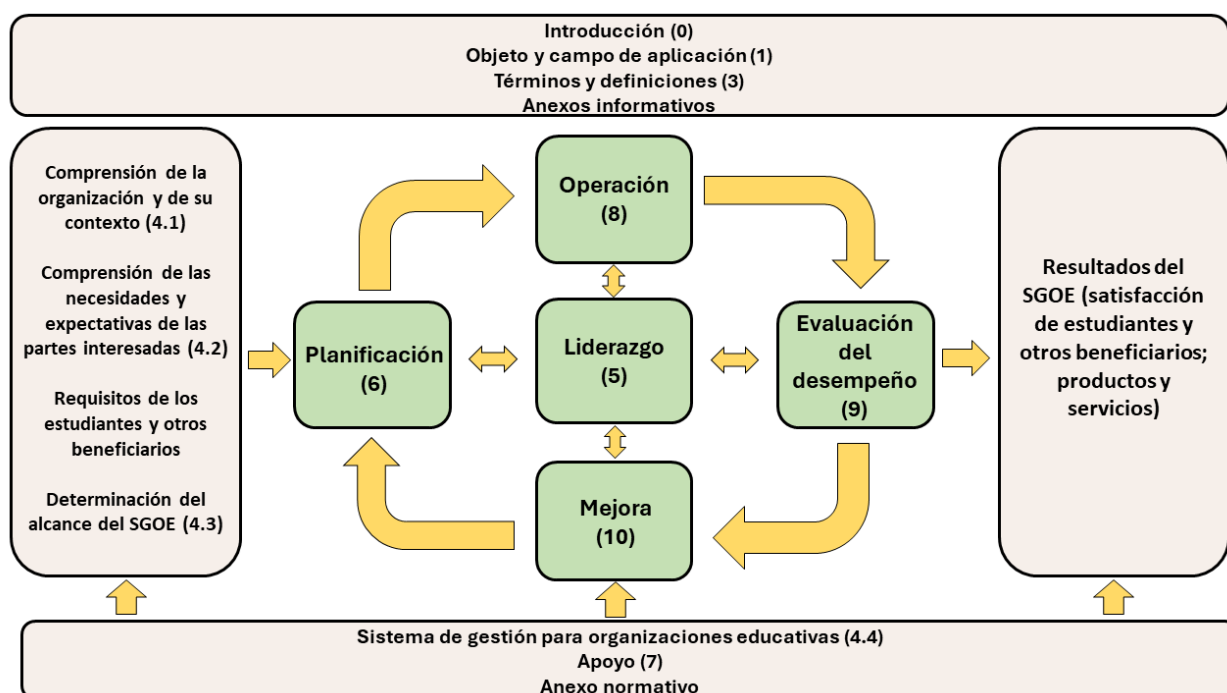 Introducción (0)
Objeto y campo de aplicación (1)
Términos y definiciones (3)
Anexos informativos
Comprensión de la
organización y de su
contexto (4.1)
Comprensión de las
necesidades y
expectativas de las
partes interesadas (4.2)
Requisitos de los
estudiantes y otros
beneficiarios
Determinación del
alcance del SGOE (4.3)
Planificación
(6)
Operación
(8)
Liderazgo
(5)
Mejora
(10)
Evaluación
del
desempeño
(9)
Resultados del
SGOE (satisfacción
de estudiantes y
otros beneficiarios;
productos y
servicios)
Sistema de gestión para organizaciones educativas (4.4)
Apoyo (7)
Anexo normativo